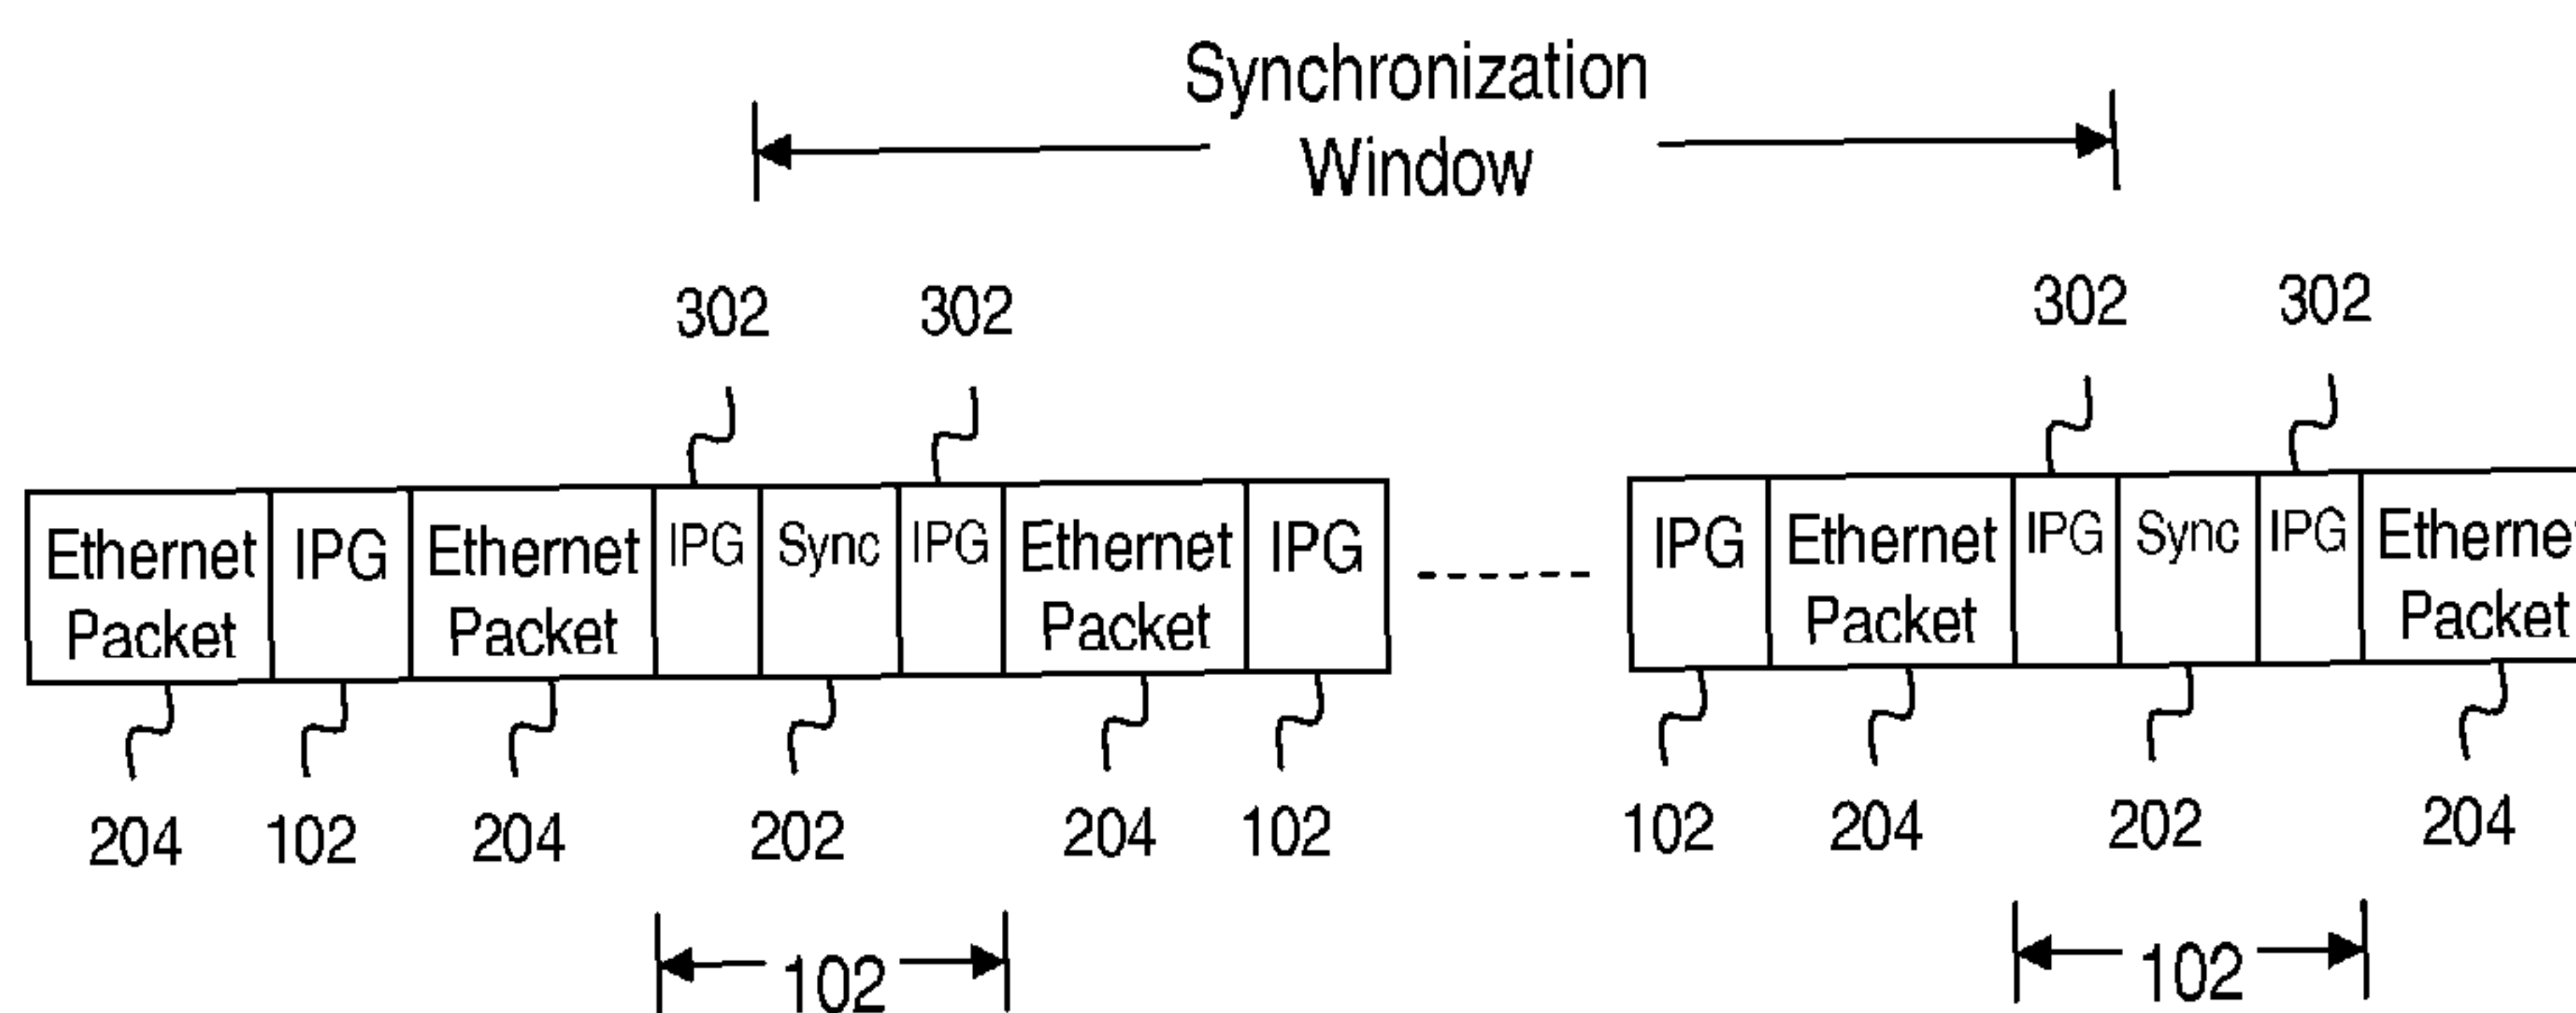 Synchronization
Window
302 302 302 302
Ethernet Packet IPG Ethernet Packet IPG Sync IPG Ethernet Packet IPG IPG Ethernet Packet IPG Sync IPG Etherne Packet
204 102 204 202 204 102 102 204 202 204
102 102